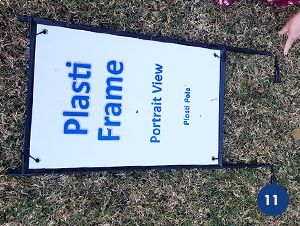 Plasti
Frame
Portrait View
Plasti Pole
11